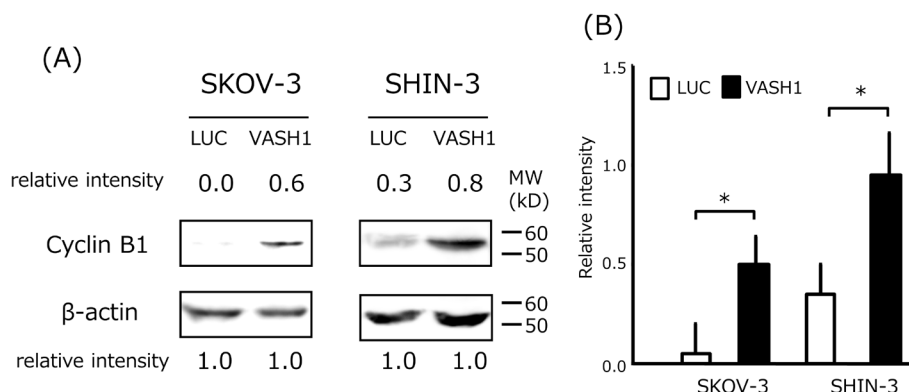 (A)
SKOV-3 SHIN-3
LUC VASH1 LUC VASH1
relative intensity 0.0 0.6 0.3 0.8 MW (kD)
Cyclin B1 60
50
β-actin 60
50
relative intensity 1.0 1.0 1.0 1.0
(B)
1.5
LUC VASH1
*
1.0
*
0.5
0.0
Relative intensity
SKOV-3 SHIN-3